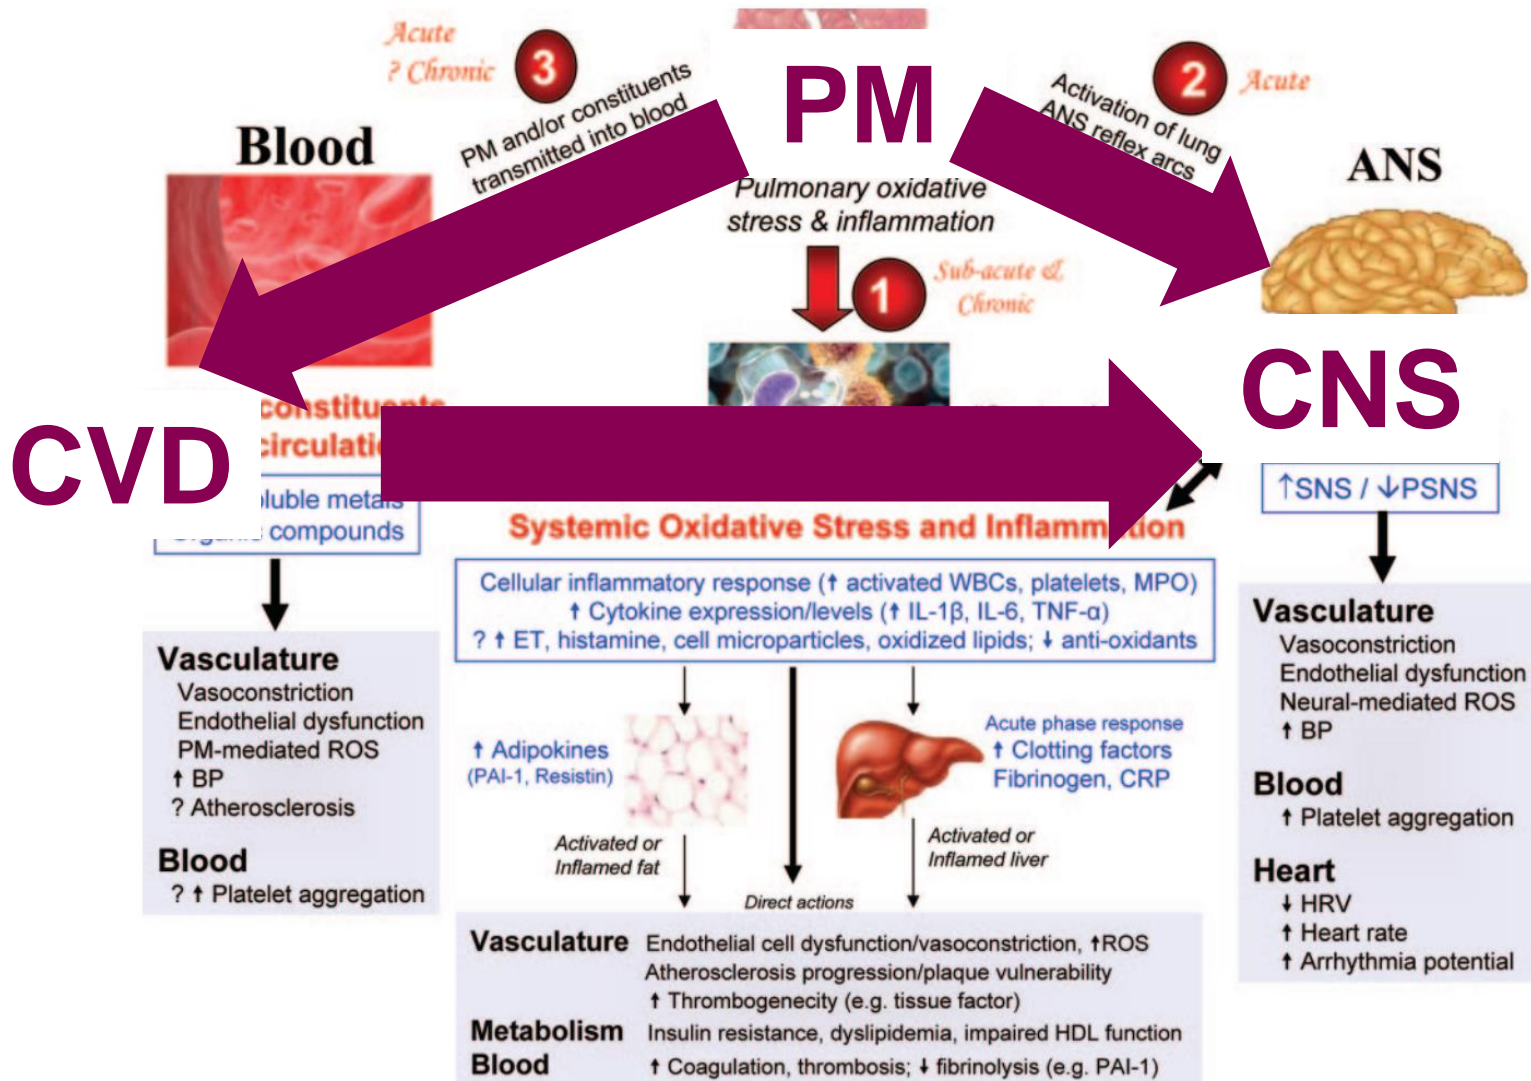 Acute
? Chronic
3
PM and/or constituents
transmitted into blood
PM
2
Acute
Activation of lung
ANS reflex arcs
Blood
ANS
Pulmonary oxidative
stress & inflammation
1
Sub-acute &
Chronic
CNS
constituents
CVD
metals
compounds
Systemic Oxidative Stress and Inflammation
↑SNS / ↓PSNS
Cellular inflammatory response (↑ activated WBCs, platelets, MPO)
↑ Cytokine expression/levels (↑ IL-1β, IL-6, TNF-α)
? ↑ ET, histamine, cell microparticles, oxidized lipids; ↓ anti-oxidants
Vasculature
Vasoconstriction
Endothelial dysfunction
PM-mediated ROS
↑ BP
? Atherosclerosis
Blood
? ↑ Platelet aggregation
↑ Adipokines
(PAI-1, Resistin)
Acute phase response
↑ Clotting factors
Fibrinogen, CRP
Activated or
Inflamed fat
Activated or
Inflamed liver
Direct actions
Vasculature Endothelial cell dysfunction/vasoconstriction, ↑ROS
Atherosclerosis progression/plaque vulnerability
↑ Thrombogenecity (e.g. tissue factor)
Metabolism Insulin resistance, dyslipidemia, impaired HDL function
Blood ↑ Coagulation, thrombosis; ↓ fibrinolysis (e.g. PAI-1)
Vasculature
Vasoconstriction
Endothelial dysfunction
Neural-mediated ROS
↑ BP
Blood
↑ Platelet aggregation
Heart
↓ HRV
↑ Heart rate
↑ Arrhythmia potential